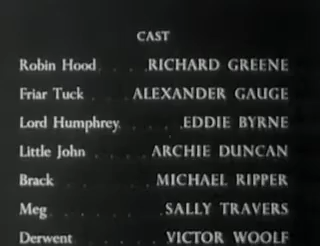 CAST
Robin Hood . . . .RICHARD GREENE
Friar Tuck . . . ALEXANDER GAUGE
Lord Humphrey. . . .EDDIE BYRNE
Little John . . . . ARCHIE DUNCAN
Brack . . . . . MICHAEL RIPPER
Meg. . . . . . SALLY TRAVERS
Derwent . . . . VICTOR WOOLF